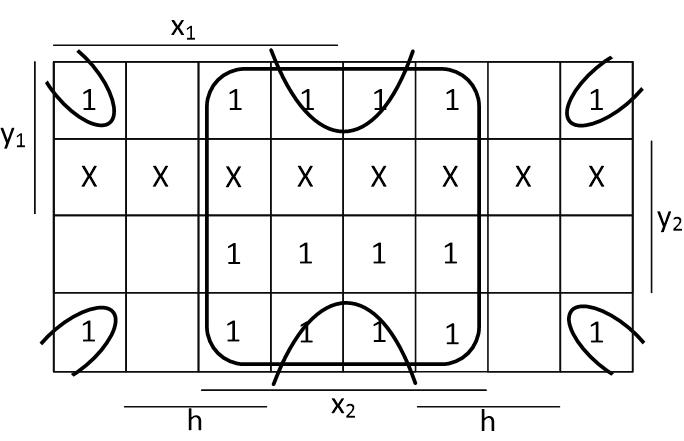 x₁
y₁
1 1 1 1 1 1
X X X X X X X X
y₂
1 1 1 1
1 1 1 1 1 1
x₂
h h